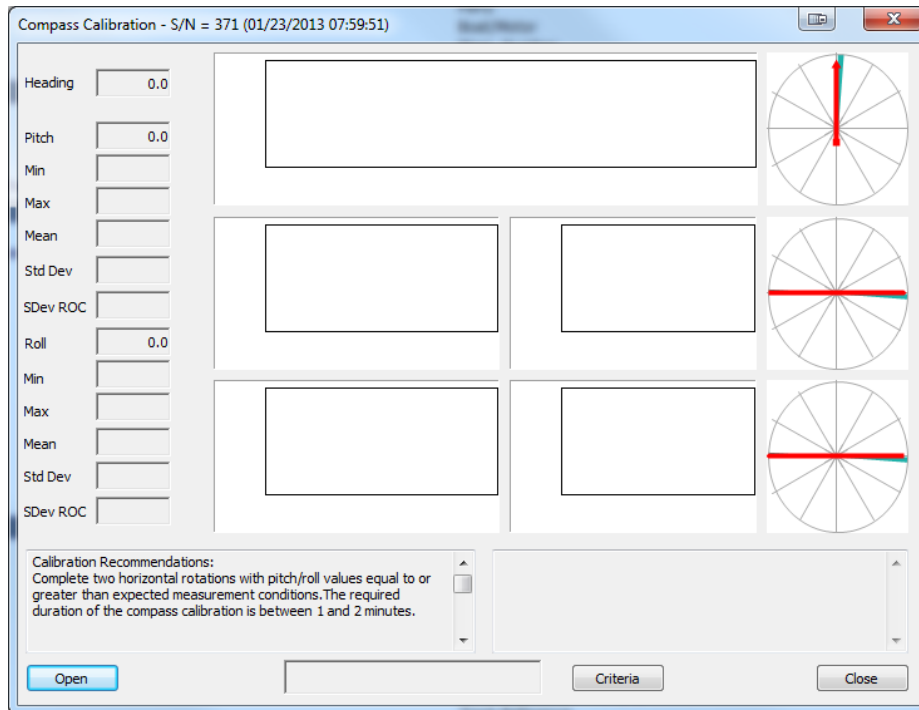 Compass Calibration - S/N = 371 (01/23/2013 07:59:51)
Heading 0.0
Pitch 0.0
Min
Max
Mean
Std Dev
SDev ROC
Roll 0.0
Min
Max
Mean
Std Dev
SDev ROC
Calibration Recommendations:
Complete two horizontal rotations with pitch/roll values equal to or
greater than expected measurement conditions.The required
duration of the compass calibration is between 1 and 2 minutes.
Open
Criteria
Close